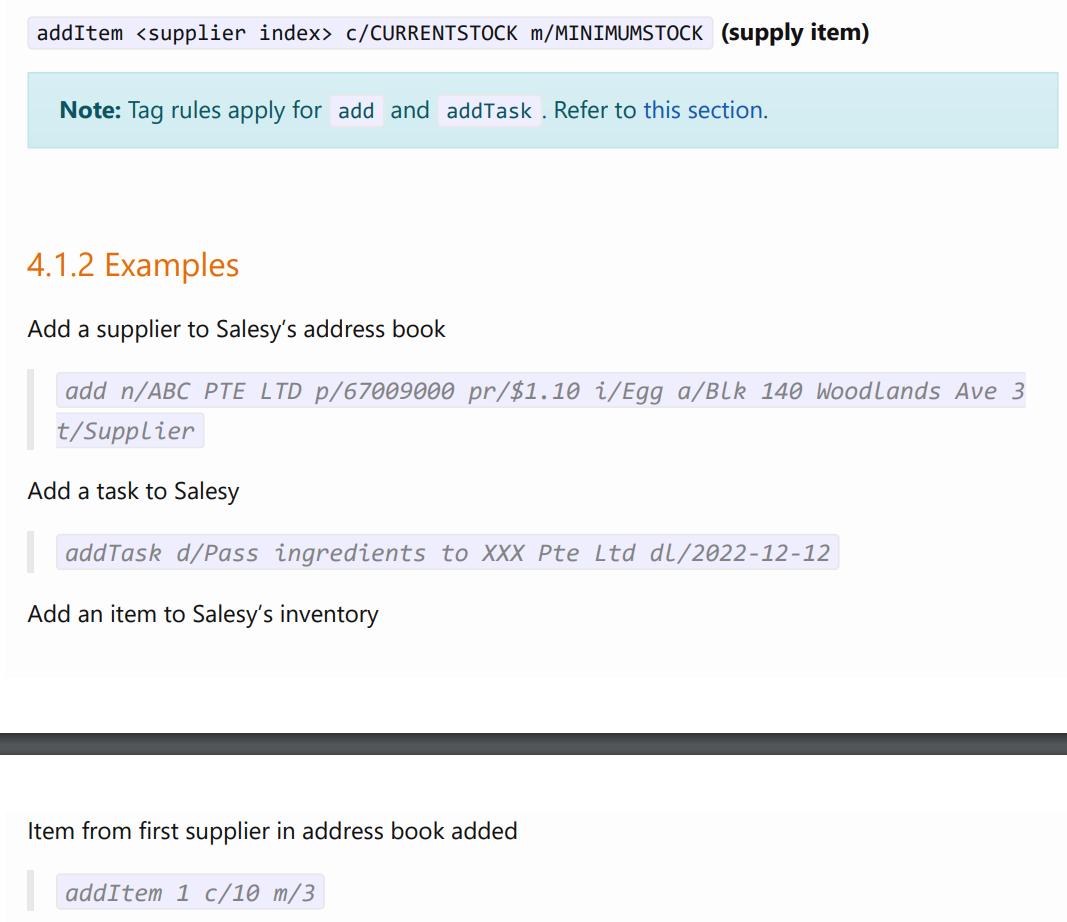 addItem <supplier index> c/CURRENTSTOCK m/MINIMUMSTOCK (supply item)
Note: Tag rules apply for add and addTask. Refer to this section.
4.1.2 Examples
Add a supplier to Salesy’s address book
add n/ABC PTE LTD p/67009000 pr/$1.10 i/Egg a/Blk 140 Woodlands Ave 3
t/Supplier
Add a task to Salesy
addTask d/Pass ingredients to XXX Pte Ltd dl/2022-12-12
Add an item to Salesy’s inventory
Item from first supplier in address book added
addItem 1 c/10 m/3